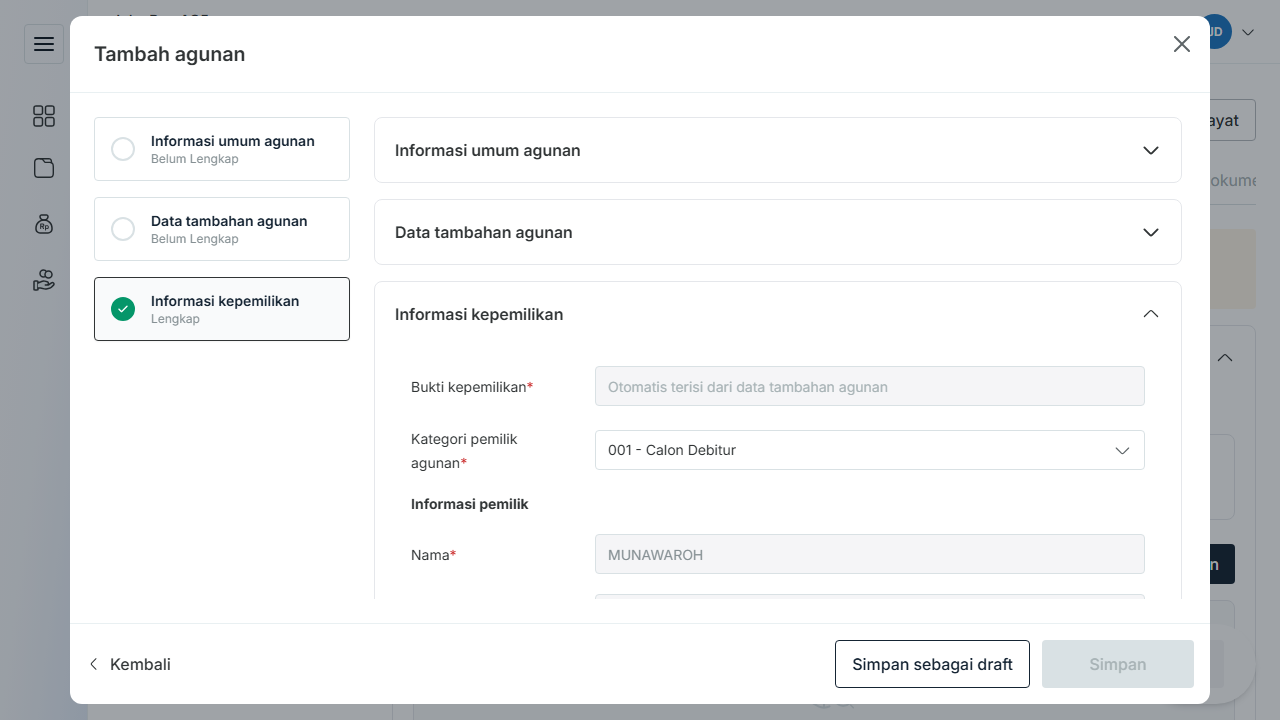 Tambah agunan
JD
ayat
okume
Informasi umum agunan
Belum Lengkap
Data tambahan agunan
Belum Lengkap
Informasi kepemilikan
Lengkap
Informasi umum agunan
Data tambahan agunan
Informasi kepemilikan
Bukti kepemilikan*
Otomatis terisi dari data tambahan agunan
Kategori pemilik
agunan*
001 - Calon Debitur
Informasi pemilik
Nama*
MUNAWAROH
n
Kembali
Simpan sebagai draft
Simpan
Rp